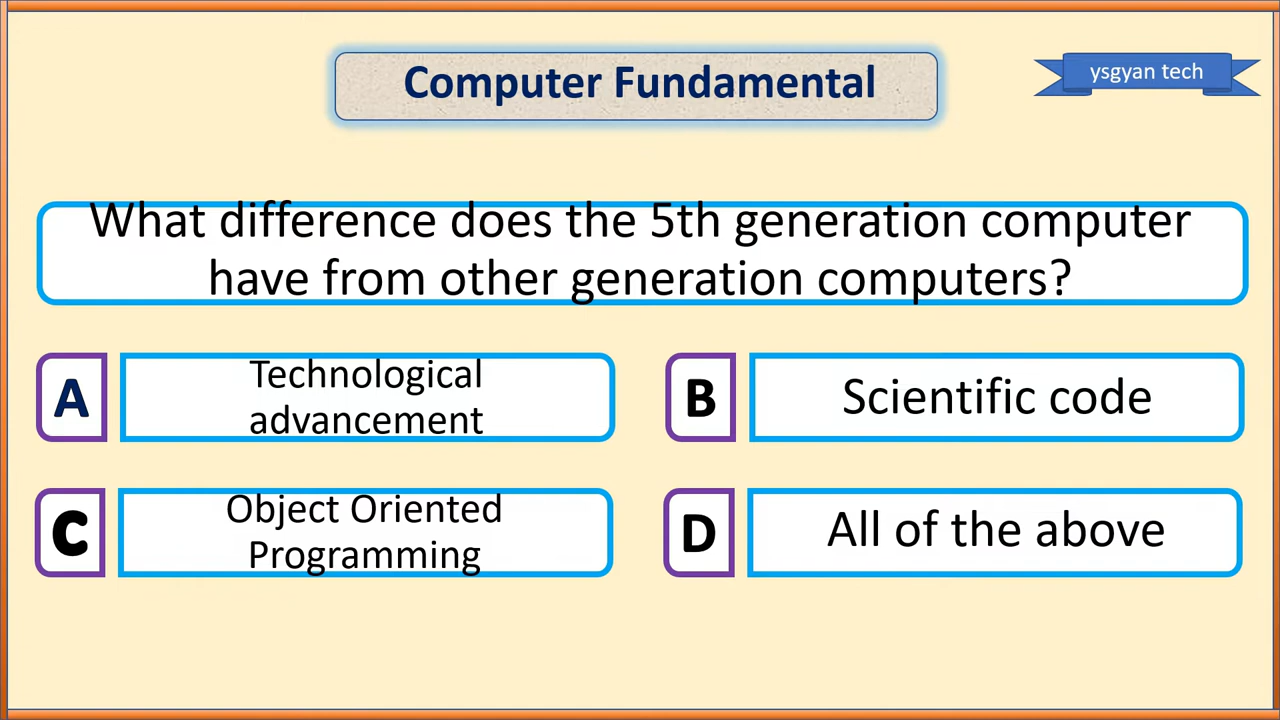 Computer Fundamental
ysgyan tech
What difference does the 5th generation computer
have from other generation computers?
A
Technological
advancement
B
Scientific code
C
Object Oriented
Programming
D
All of the above